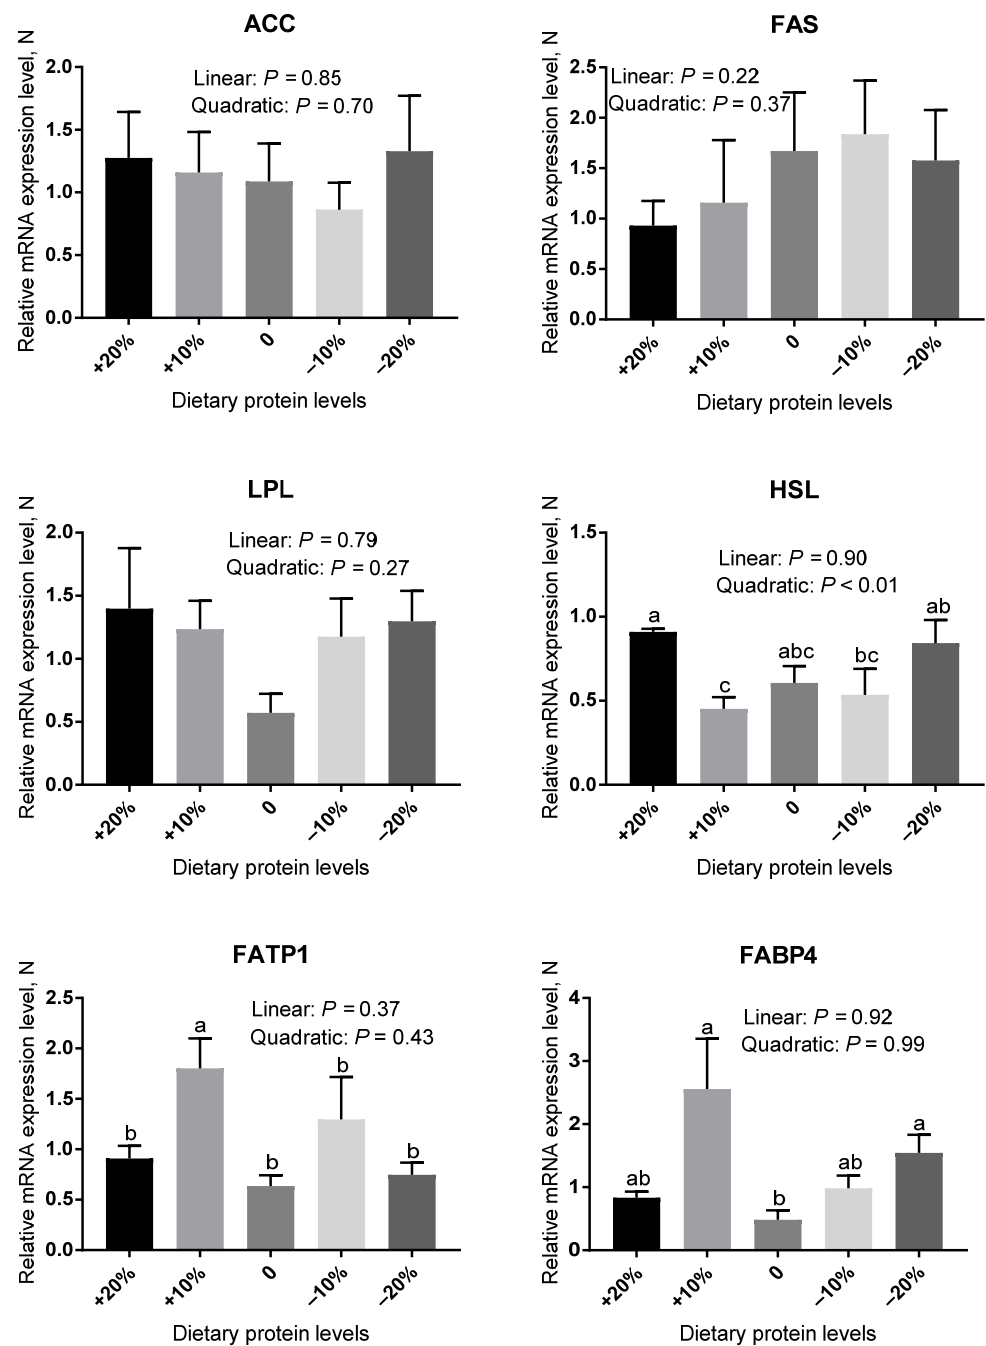 ACC
Relative mRNA expression level, N
Linear: P = 0.85
Quadratic: P = 0.70
2.0
1.5
1.0
0.5
0.0
+20%
+10%
0
–10%
–20%
Dietary protein levels
FAS
Relative mRNA expression level, N
Linear: P = 0.22
Quadratic: P = 0.37
2.5
2.0
1.5
1.0
0.5
0.0
+20%
+10%
0
–10%
–20%
Dietary protein levels
LPL
Relative mRNA expression level, N
Linear: P = 0.79
Quadratic: P = 0.27
2.0
1.5
1.0
0.5
0.0
+20%
+10%
0
–10%
–20%
Dietary protein levels
HSL
Relative mRNA expression level, N
Linear: P = 0.90
Quadratic: P < 0.01
1.5
1.0
0.5
0.0
a
c
abc
bc
ab
+20%
+10%
0
–10%
–20%
Dietary protein levels
FATP1
Relative mRNA expression level, N
Linear: P = 0.37
Quadratic: P = 0.43
2.5
2.0
1.5
1.0
0.5
0.0
b
a
b
b
b
+20%
+10%
0
–10%
–20%
Dietary protein levels
FABP4
Relative mRNA expression level, N
Linear: P = 0.92
Quadratic: P = 0.99
4
3
2
1
0
ab
a
b
ab
a
+20%
+10%
0
–10%
–20%
Dietary protein levels